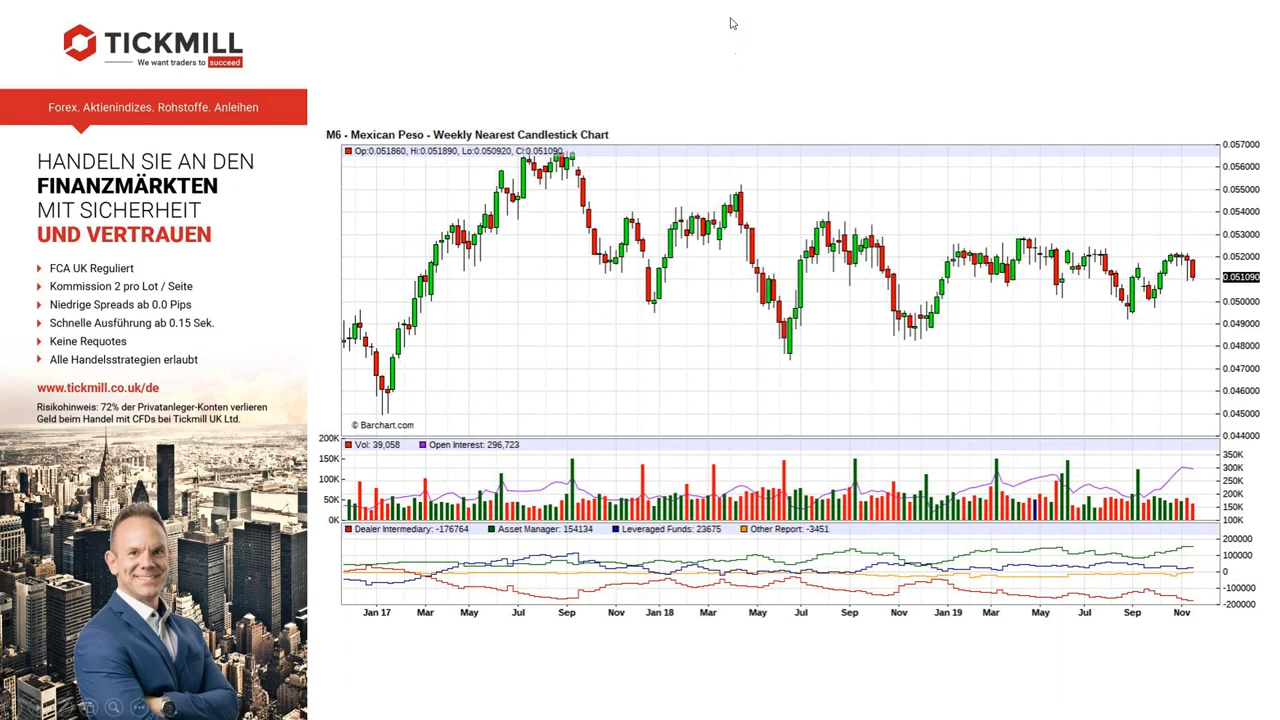 TICKMILL
We want traders to succeed
Forex. Aktienindizes. Rohstoffe. Anleihen
HANDELN SIE AN DEN
FINANZMÄRKTEN
MIT SICHERHEIT
UND VERTRAUEN
FCA UK Reguliert
Kommission 2 pro Lot / Seite
Niedrige Spreads ab 0.0 Pips
Schnelle Ausführung ab 0.15 Sek.
Keine Requotes
Alle Handelsstrategien erlaubt
www.tickmill.co.uk/de
Risikohinweis: 72% der Privatanleger-Konten verlieren
Geld beim Handel mit CFDs bei Tickmill UK Ltd.
M6 - Mexican Peso - Weekly Nearest Candlestick Chart
Op:0.051860, Hi:0.051890, Lo:0.050920, Cl:0.051090
0.057000
0.056000
0.055000
0.054000
0.053000
0.052000
0.051090
0.050000
0.049000
0.048000
0.047000
0.046000
0.045000
0.044000
© Barchart.com
Vol: 39,058 Open Interest: 296,723
200K
150K
100K
50K
0K
350K
300K
250K
200K
150K
100K
Dealer Intermediary: -176764 Asset Manager: 154134 Leveraged Funds: 23675 Other Report: -3451
200000
100000
0
-100000
-200000
Jan 17 Mar May Jul Sep Nov Jan 18 Mar May Jul Sep Nov Jan 19 Mar May Jul Sep Nov